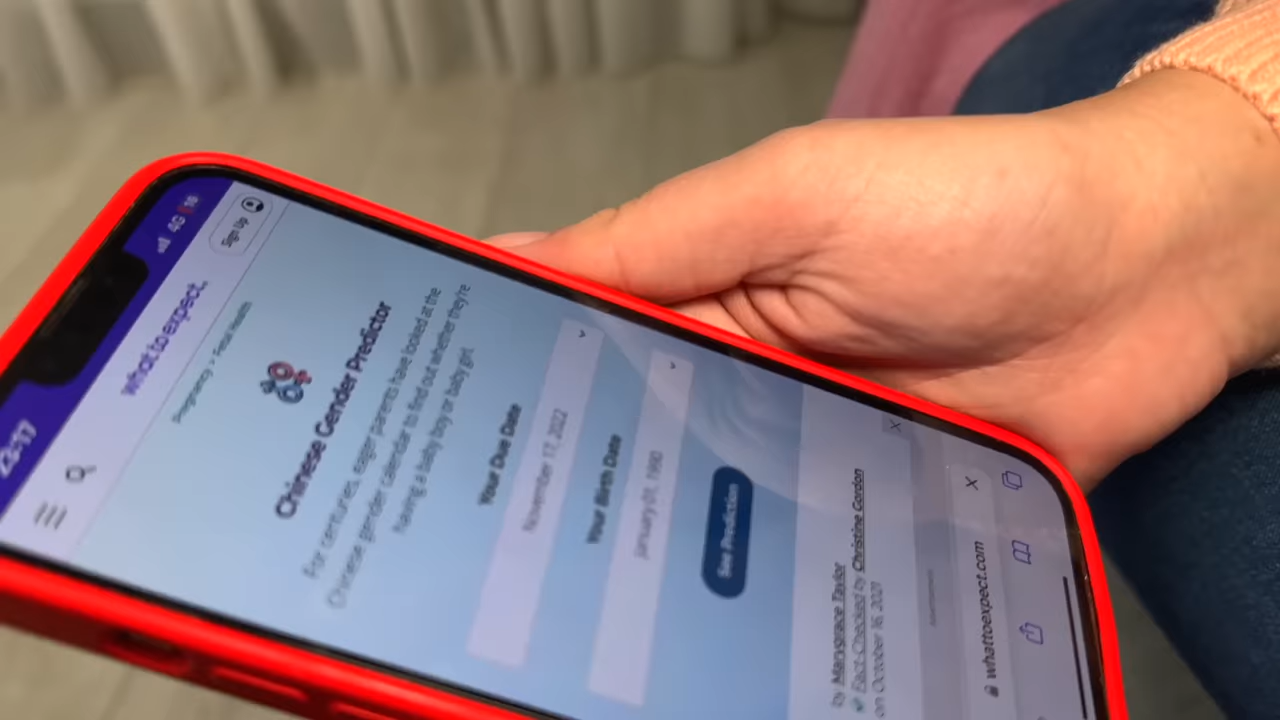 23:17
4G
what to expect.
Sign Up
Pregnancy > Fetal Health
Chinese Gender Predictor
For centuries, eager parents have looked at the
Chinese gender calendar to find out whether they're
having a baby boy or baby girl.
Your Due Date
November 17, 2022
Your Birth Date
January 01, 1990
See Prediction
by Marygrace Taylor
Fact-Checked by Christine Gordon
on October 16, 2021
Advertisement
whattoexpect.com